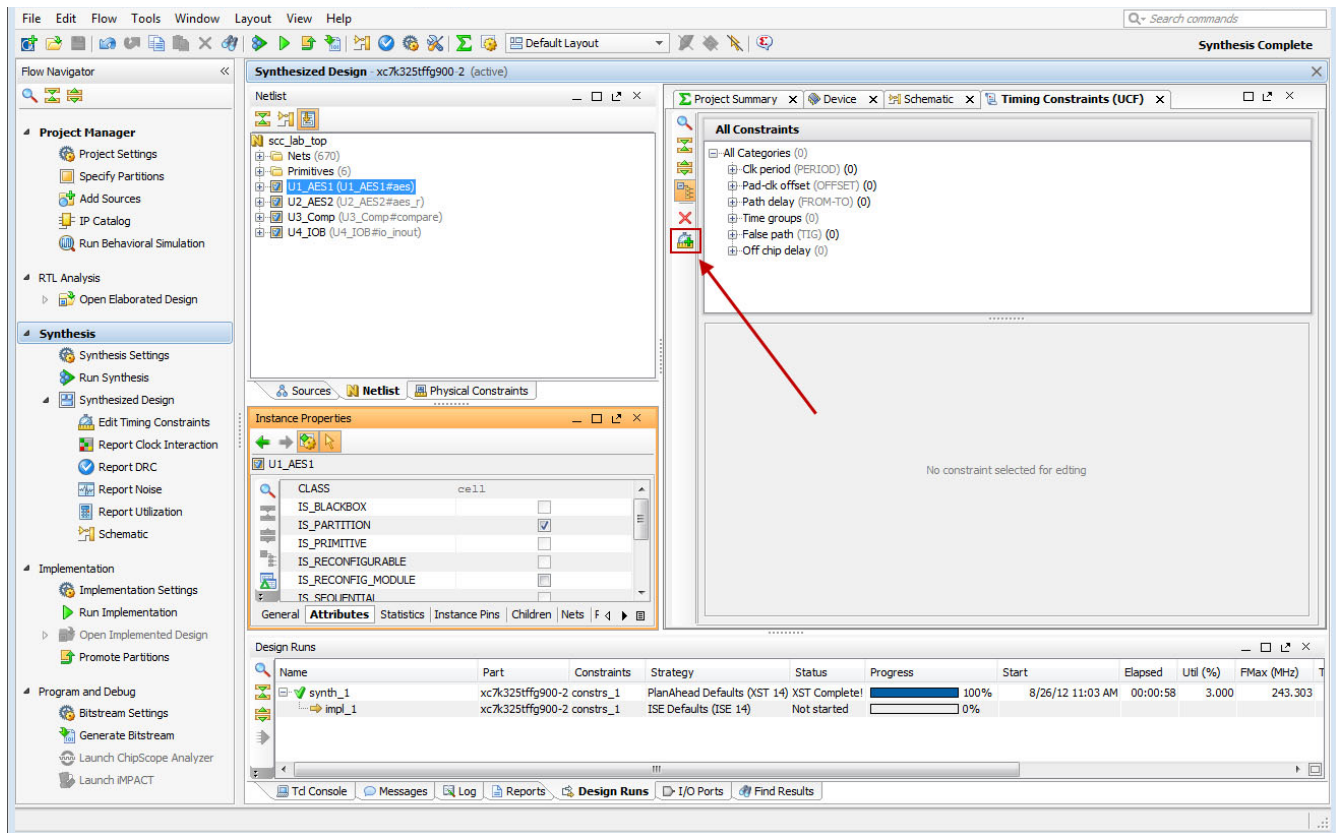 File Edit Flow Tools Window Layout View Help
Search commands
Default Layout
Synthesis Complete
Flow Navigator
Project Manager
Project Settings
Specify Partitions
Add Sources
IP Catalog
Run Behavioral Simulation
RTL Analysis
Open Elaborated Design
Synthesis
Synthesis Settings
Run Synthesis
Synthesized Design
Edit Timing Constraints
Report Clock Interaction
Report DRC
Report Noise
Report Utilization
Schematic
Implementation
Implementation Settings
Run Implementation
Open Implemented Design
Promote Partitions
Program and Debug
Bitstream Settings
Generate Bitstream
Launch ChipScope Analyzer
Launch iMPACT
Synthesized Design - xc7k325tffg900-2 (active)
Netlist
scc_lab_top
Nets (670)
Primitives (6)
U1_AES1 (U1_AES1#aes)
U2_AES2 (U2_AES2#aes_r)
U3_Comp (U3_Comp#compare)
U4_IOB (U4_IOB#io_inout)
Sources Netlist Physical Constraints
Instance Properties
U1_AES1
CLASS cell
IS_BLACKBOX
IS_PARTITION
IS_PRIMITIVE
IS_RECONFIGURABLE
IS_RECONFIG_MODULE
IS_SEQUENTIAL
General Attributes Statistics Instance Pins Children Nets F
Project Summary Device Schematic Timing Constraints (UCF)
All Constraints
All Categories (0)
Clk period (PERIOD) (0)
Pad-clk offset (OFFSET) (0)
Path delay (FROM-TO) (0)
Time groups (0)
False path (TIG) (0)
Off chip delay (0)
No constraint selected for edting
Design Runs
Name Part Constraints Strategy Status Progress Start Elapsed Util (%) FMax (MHz) T
synth_1 xc7k325tffg900-2 constrs_1 PlanAhead Defaults (XST 14) XST Complete! 100% 8/26/12 11:03 AM 00:00:58 3.000 243.303
impl_1 xc7k325tffg900-2 constrs_1 ISE Defaults (ISE 14) Not started 0%
Tcl Console Messages Log Reports Design Runs I/O Ports Find Results